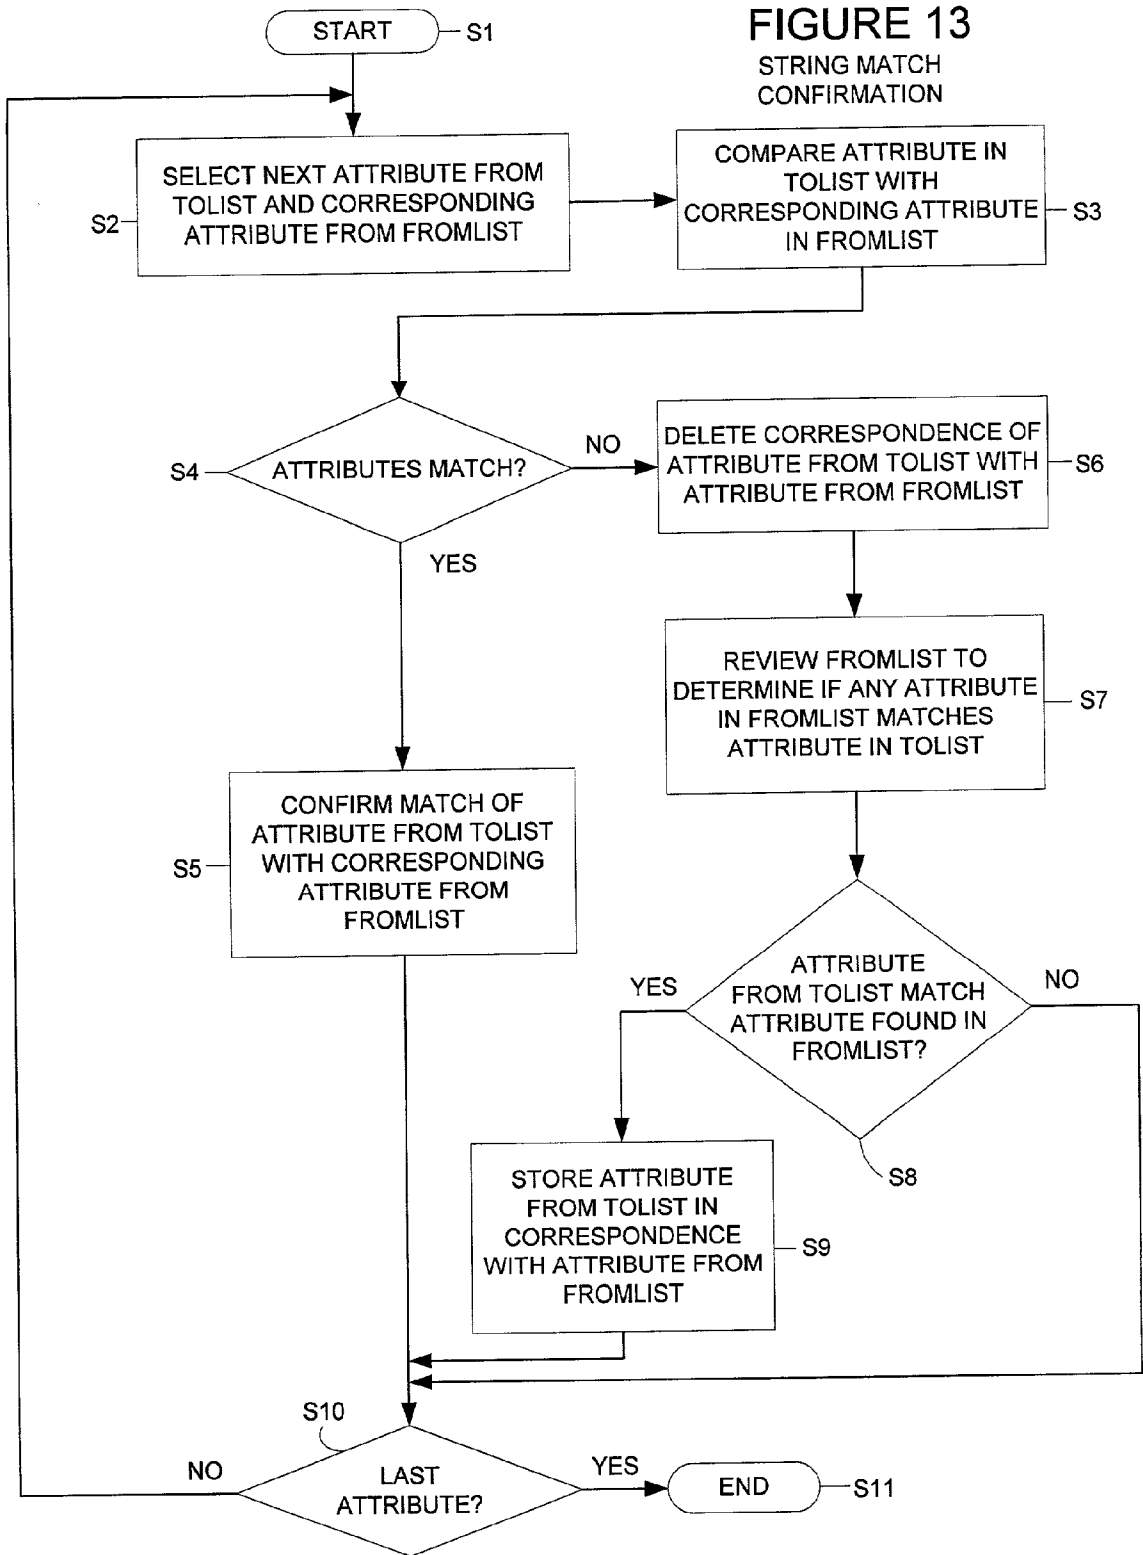 FIGURE 13
STRING MATCH
CONFIRMATION
START
S1
SELECT NEXT ATTRIBUTE FROM
TOLIST AND CORRESPONDING
ATTRIBUTE FROM FROMLIST
S2
COMPARE ATTRIBUTE IN
TOLIST WITH
CORRESPONDING ATTRIBUTE
IN FROMLIST
S3
S4
ATTRIBUTES MATCH?
NO
YES
DELETE CORRESPONDENCE OF
ATTRIBUTE FROM TOLIST WITH
ATTRIBUTE FROM FROMLIST
S6
REVIEW FROMLIST TO
DETERMINE IF ANY ATTRIBUTE
IN FROMLIST MATCHES
ATTRIBUTE IN TOLIST
S7
CONFIRM MATCH OF
ATTRIBUTE FROM TOLIST
WITH CORRESPONDING
ATTRIBUTE FROM
FROMLIST
S5
ATTRIBUTE
FROM TOLIST MATCH
ATTRIBUTE FOUND IN
FROMLIST?
YES
NO
S8
STORE ATTRIBUTE
FROM TOLIST IN
CORRESPONDENCE
WITH ATTRIBUTE FROM
FROMLIST
S9
S10
LAST
ATTRIBUTE?
NO
YES
END
S11